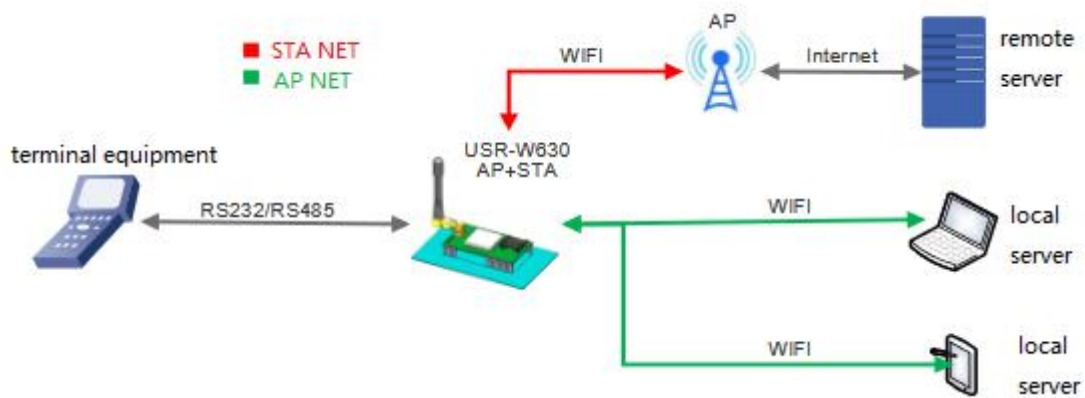 AP
STA NET
AP NET
WIFI
Internet
remote
server
USR-W630
AP+STA
terminal equipment
RS232/RS485
WIFI
local
server
WIFI
local
server